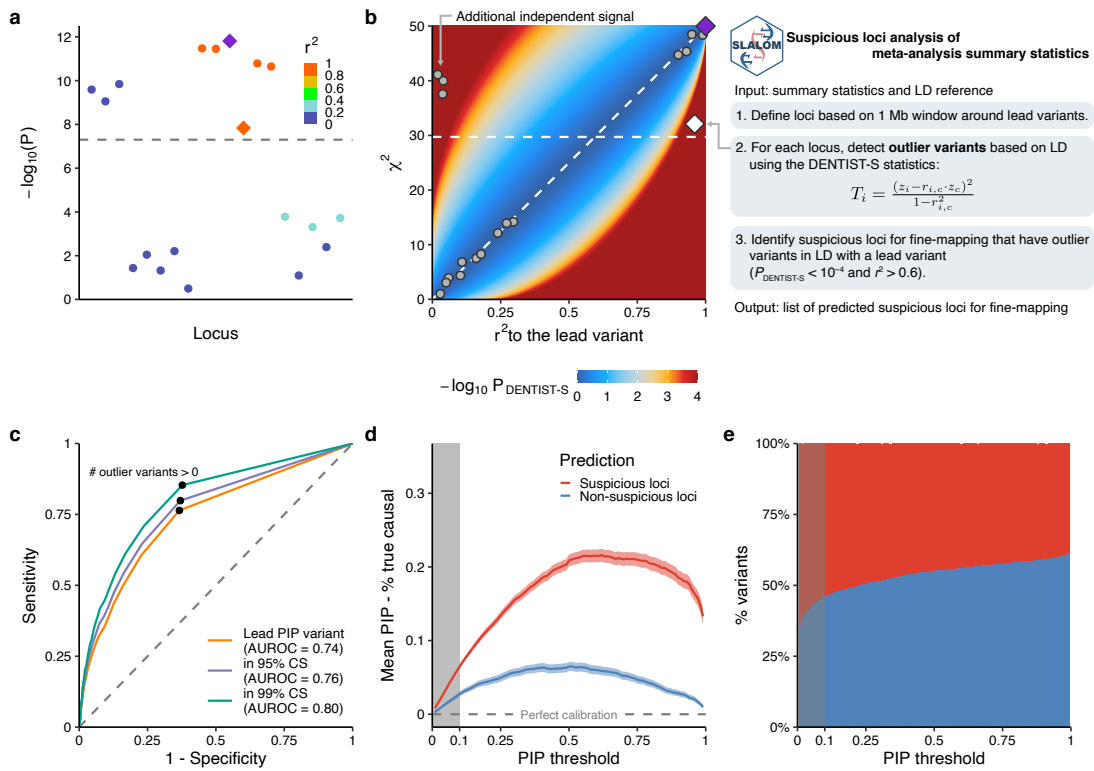 a
12
10
8
6
4
2
0
−log10(P)
Locus
r2
1
0.8
0.6
0.4
0.2
0
b
Additional independent signal
50
40
30
20
10
0
χ2
0
0.25
0.5
0.75
1
r2 to the lead variant
−log10 PDENTIST-S
0
1
2
3
4
SLALOM
Suspicious loci analysis of
meta-analysis summary statistics
Input: summary statistics and LD reference
1. Define loci based on 1 Mb window around lead variants.
2. For each locus, detect outlier variants based on LD
using the DENTIST-S statistics:
Ti = (zi−ri,c·zc)2 / 1−r2i,c
3. Identify suspicious loci for fine-mapping that have outlier
variants in LD with a lead variant
(PDENTIST-S < 10−4 and r2 > 0.6).
Output: list of predicted suspicious loci for fine-mapping
c
# outlier variants > 0
1
0.75
0.5
0.25
0
Sensitivity
Lead PIP variant
(AUROC = 0.74)
in 95% CS
(AUROC = 0.76)
in 99% CS
(AUROC = 0.80)
0
0.25
0.5
0.75
1
1 - Specificity
d
Prediction
Suspicious loci
Non-suspicious loci
0.3
0.2
0.1
0
Mean PIP - % true causal
Perfect calibration
0
0.1
0.25
0.5
0.75
1
PIP threshold
e
100%
75%
50%
25%
0%
% variants
0
0.1
0.25
0.5
0.75
1
PIP threshold